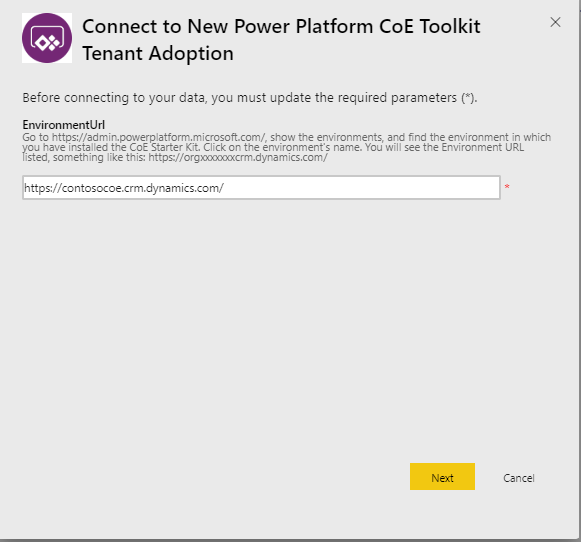 Connect to New Power Platform CoE Toolkit
Tenant Adoption
Before connecting to your data, you must update the required parameters (*).
EnvironmentUrl
Go to https://admin.powerplatform.microsoft.com/, show the environments, and find the environment in which
you have installed the CoE Starter Kit. Click on the environment's name. You will see the Environment URL
listed, something like this: https://orgxxxxxxxcrm.dynamics.com/
https://contosocoe.crm.dynamics.com/ *
Next Cancel